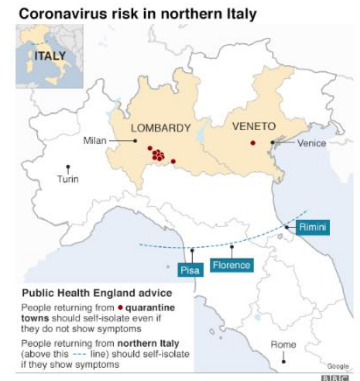 Coronavirus risk in northern Italy
ITALY
LOMBARDY
VENETO
Milan
Venice
Turin
Rimini
Florence
Pisa
Public Health England advice
People returning from quarantine
towns should self-isolate even if
they do not show symptoms
People returning from northern Italy
(above this --- line) should self-isolate
if they show symptoms
Rome
Google
BBC